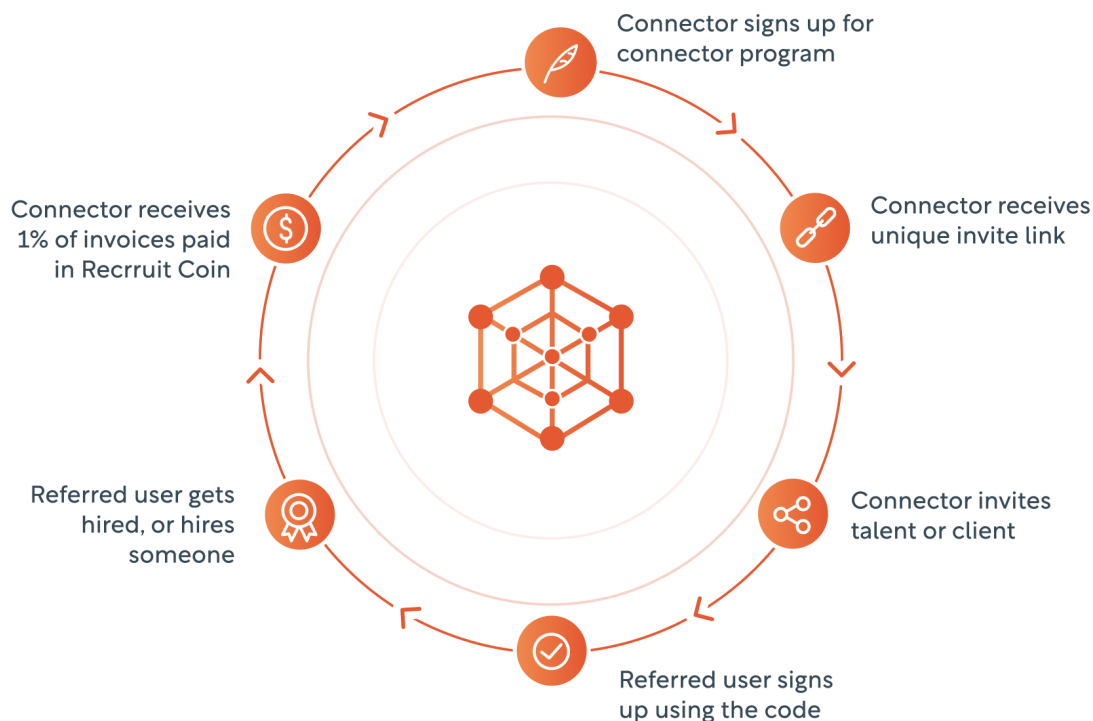 Connector signs up for
connector program
Connector receives
unique invite link
Connector invites
talent or client
Referred user signs
up using the code
Referred user gets
hired, or hires
someone
Connector receives
1% of invoices paid
in Recrruit Coin
$